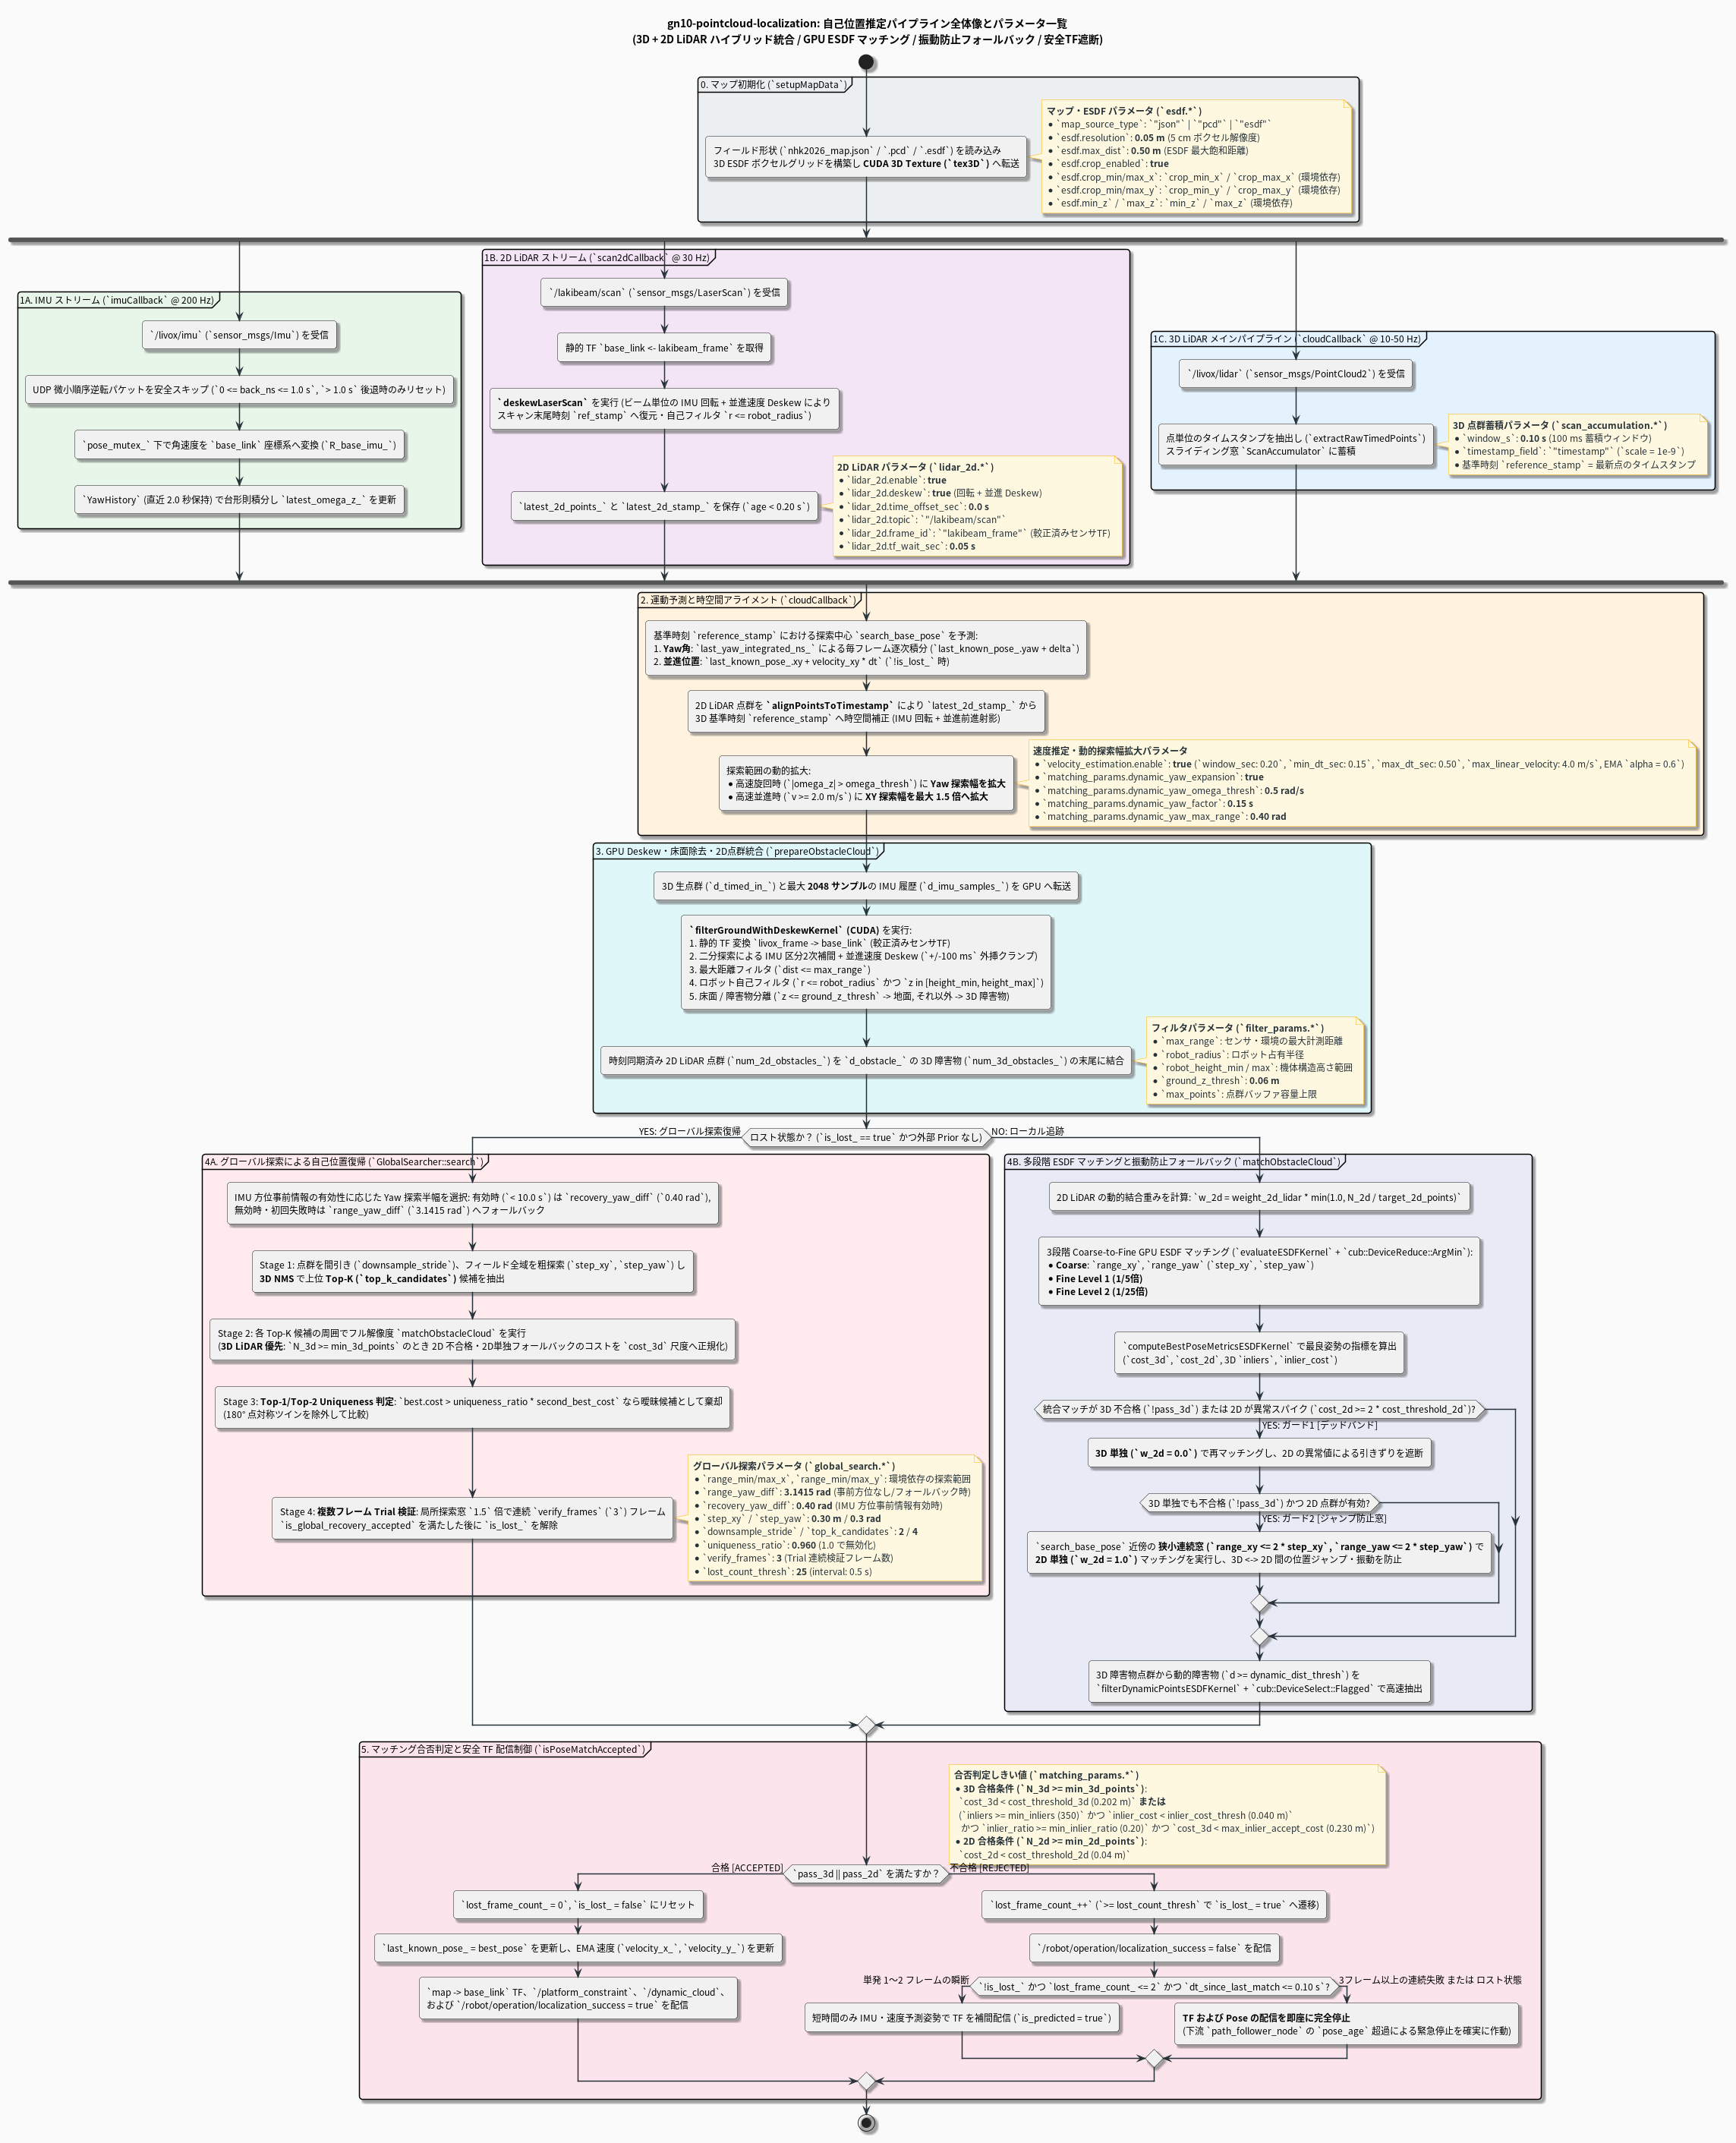 gn10-pointcloud-localization: 自己位置推定パイプライン全体像とパラメータ一覧
(3D + 2D LiDAR ハイブリッド統合 / GPU ESDF マッチング / 振動防止フォールバック / 安全TF遮断)
0. マップ初期化 (`setupMapData`)
フィールド形状 (`nhk2026_map.json` / `.pcd` / `.esdf`) を読み込み
3D ESDF ボクセルグリッドを構築し CUDA 3D Texture (`tex3D`) へ転送
マップ・ESDF パラメータ (`esdf.*`)
• `map_source_type`: `"json"` | `"pcd"` | `"esdf"`
• `esdf.resolution`: 0.05 m (5 cm ボクセル解像度)
• `esdf.max_dist`: 0.50 m (ESDF 最大飽和距離)
• `esdf.crop_enabled`: true
• `esdf.crop_min/max_x`: `crop_min_x` / `crop_max_x` (環境依存)
• `esdf.crop_min/max_y`: `crop_min_y` / `crop_max_y` (環境依存)
• `esdf.min_z` / `max_z`: `min_z` / `max_z` (環境依存)
1A. IMU ストリーム (`imuCallback` @ 200 Hz)
`/livox/imu` (`sensor_msgs/Imu`) を受信
UDP 微小順序逆転パケットを安全スキップ (`0 <= back_ns <= 1.0 s`, `> 1.0 s` 後退時のみリセット)
`pose_mutex_` 下で角速度を `base_link` 座標系へ変換 (`R_base_imu_`)
`YawHistory` (直近 2.0 秒保持) で台形則積分し `latest_omega_z_` を更新
1B. 2D LiDAR ストリーム (`scan2dCallback` @ 30 Hz)
`/lakibeam/scan` (`sensor_msgs/LaserScan`) を受信
静的 TF `base_link <- lakibeam_frame` を取得
`deskewLaserScan` を実行 (ビーム単位の IMU 回転 + 並進速度 Deskew により
スキャン末尾時刻 `ref_stamp` へ復元・自己フィルタ `r <= robot_radius`)
`latest_2d_points_` と `latest_2d_stamp_` を保存 (`age < 0.20 s`)
2D LiDAR パラメータ (`lidar_2d.*`)
• `lidar_2d.enable`: true
• `lidar_2d.deskew`: true (回転 + 並進 Deskew)
• `lidar_2d.time_offset_sec`: 0.0 s
• `lidar_2d.topic`: `"/lakibeam/scan"`
• `lidar_2d.frame_id`: `"lakibeam_frame"` (較正済みセンサTF)
• `lidar_2d.tf_wait_sec`: 0.05 s
1C. 3D LiDAR メインパイプライン (`cloudCallback` @ 10-50 Hz)
`/livox/lidar` (`sensor_msgs/PointCloud2`) を受信
点単位のタイムスタンプを抽出し (`extractRawTimedPoints`)
スライディング窓 `ScanAccumulator` に蓄積
3D 点群蓄積パラメータ (`scan_accumulation.*`)
• `window_s`: 0.10 s (100 ms 蓄積ウィンドウ)
• `timestamp_field`: `"timestamp"` (`scale = 1e-9`)
• 基準時刻 `reference_stamp` = 最新点のタイムスタンプ
2. 運動予測と時空間アライメント (`cloudCallback`)
基準時刻 `reference_stamp` における探索中心 `search_base_pose` を予測:
1. Yaw角: `last_yaw_integrated_ns_` による毎フレーム逐次積分 (`last_known_pose_.yaw + delta`)
2. 並進位置: `last_known_pose_.xy + velocity_xy * dt` (`!is_lost_` 時)
2D LiDAR 点群を `alignPointsToTimestamp` により `latest_2d_stamp_` から
3D 基準時刻 `reference_stamp` へ時空間補正 (IMU 回転 + 並進前進射影)
探索範囲の動的拡大:
• 高速旋回時 (`|omega_z| > omega_thresh`) に Yaw 探索幅を拡大
• 高速並進時 (`v >= 2.0 m/s`) に XY 探索幅を最大 1.5 倍へ拡大
速度推定・動的探索幅拡大パラメータ
• `velocity_estimation.enable`: true (`window_sec: 0.20`, `min_dt_sec: 0.15`, `max_dt_sec: 0.50`, `max_linear_velocity: 4.0 m/s`, EMA `alpha = 0.6`)
• `matching_params.dynamic_yaw_expansion`: true
• `matching_params.dynamic_yaw_omega_thresh`: 0.5 rad/s
• `matching_params.dynamic_yaw_factor`: 0.15 s
• `matching_params.dynamic_yaw_max_range`: 0.40 rad
3. GPU Deskew・床面除去・2D点群統合 (`prepareObstacleCloud`)
3D 生点群 (`d_timed_in_`) と最大 2048 サンプルの IMU 履歴 (`d_imu_samples_`) を GPU へ転送
`filterGroundWithDeskewKernel` (CUDA) を実行:
1. 静的 TF 変換 `livox_frame -> base_link` (較正済みセンサTF)
2. 二分探索による IMU 区分2次補間 + 並進速度 Deskew (`+/-100 ms` 外挿クランプ)
3. 最大距離フィルタ (`dist <= max_range`)
4. ロボット自己フィルタ (`r <= robot_radius` かつ `z in [height_min, height_max]`)
5. 床面 / 障害物分離 (`z <= ground_z_thresh` -> 地面, それ以外 -> 3D 障害物)
時刻同期済み 2D LiDAR 点群 (`num_2d_obstacles_`) を `d_obstacle_` の 3D 障害物 (`num_3d_obstacles_`) の末尾に結合
フィルタパラメータ (`filter_params.*`)
• `max_range`: センサ・環境の最大計測距離
• `robot_radius`: ロボット占有半径
• `robot_height_min / max`: 機体構造高さ範囲
• `ground_z_thresh`: 0.06 m
• `max_points`: 点群バッファ容量上限
ロスト状態か？ (`is_lost_ == true` かつ外部 Prior なし)
YES: グローバル探索復帰
NO: ローカル追跡
4A. グローバル探索による自己位置復帰 (`GlobalSearcher::search`)
IMU 方位事前情報の有効性に応じた Yaw 探索半幅を選択: 有効時 (`< 10.0 s`) は `recovery_yaw_diff` (`0.40 rad`),
無効時・初回失敗時は `range_yaw_diff` (`3.1415 rad`) へフォールバック
Stage 1: 点群を間引き (`downsample_stride`)、フィールド全域を粗探索 (`step_xy`, `step_yaw`) し
3D NMS で上位 Top-K (`top_k_candidates`) 候補を抽出
Stage 2: 各 Top-K 候補の周囲でフル解像度 `matchObstacleCloud` を実行
(3D LiDAR 優先: `N_3d >= min_3d_points` のとき 2D 不合格・2D単独フォールバックのコストを `cost_3d` 尺度へ正規化)
Stage 3: Top-1/Top-2 Uniqueness 判定: `best.cost > uniqueness_ratio * second_best_cost` なら曖昧候補として棄却
(180° 点対称ツインを除外して比較)
Stage 4: 複数フレーム Trial 検証: 局所探索窓 `1.5` 倍で連続 `verify_frames` (`3`) フレーム
`is_global_recovery_accepted` を満たした後に `is_lost_` を解除
グローバル探索パラメータ (`global_search.*`)
• `range_min/max_x`, `range_min/max_y`: 環境依存の探索範囲
• `range_yaw_diff`: 3.1415 rad (事前方位なし/フォールバック時)
• `recovery_yaw_diff`: 0.40 rad (IMU 方位事前情報有効時)
• `step_xy` / `step_yaw`: 0.30 m / 0.3 rad
• `downsample_stride` / `top_k_candidates`: 2 / 4
• `uniqueness_ratio`: 0.960 (1.0 で無効化)
• `verify_frames`: 3 (Trial 連続検証フレーム数)
• `lost_count_thresh`: 25 (interval: 0.5 s)
4B. 多段階 ESDF マッチングと振動防止フォールバック (`matchObstacleCloud`)
2D LiDAR の動的結合重みを計算: `w_2d = weight_2d_lidar * min(1.0, N_2d / target_2d_points)`
3段階 Coarse-to-Fine GPU ESDF マッチング (`evaluateESDFKernel` + `cub::DeviceReduce::ArgMin`):
• Coarse: `range_xy`, `range_yaw` (`step_xy`, `step_yaw`)
• Fine Level 1 (1/5倍)
• Fine Level 2 (1/25倍)
`computeBestPoseMetricsESDFKernel` で最良姿勢の指標を算出
(`cost_3d`, `cost_2d`, 3D `inliers`, `inlier_cost`)
統合マッチが 3D 不合格 (`!pass_3d`) または 2D が異常スパイク (`cost_2d >= 2 * cost_threshold_2d`)?
YES: ガード1 [デッドバンド]
3D 単独 (`w_2d = 0.0`) で再マッチングし、2D の異常値による引きずりを遮断
3D 単独でも不合格 (`!pass_3d`) かつ 2D 点群が有効?
YES: ガード2 [ジャンプ防止窓]
`search_base_pose` 近傍の 狭小連続窓 (`range_xy <= 2 * step_xy`, `range_yaw <= 2 * step_yaw`) で
2D 単独 (`w_2d = 1.0`) マッチングを実行し、3D <-> 2D 間の位置ジャンプ・振動を防止
3D 障害物点群から動的障害物 (`d >= dynamic_dist_thresh`) を
`filterDynamicPointsESDFKernel` + `cub::DeviceSelect::Flagged` で高速抽出
5. マッチング合否判定と安全 TF 配信制御 (`isPoseMatchAccepted`)
合否判定しきい値 (`matching_params.*`)
• 3D 合格条件 (`N_3d >= min_3d_points`):
`cost_3d < cost_threshold_3d (0.202 m)` または
(`inliers >= min_inliers (350)` かつ `inlier_cost < inlier_cost_thresh (0.040 m)`
かつ `inlier_ratio >= min_inlier_ratio (0.20)` かつ `cost_3d < max_inlier_accept_cost (0.230 m)`)
• 2D 合格条件 (`N_2d >= min_2d_points`):
`cost_2d < cost_threshold_2d (0.04 m)`
`pass_3d || pass_2d` を満たすか？
合格 [ACCEPTED]
不合格 [REJECTED]
`lost_frame_count_ = 0`, `is_lost_ = false` にリセット
`last_known_pose_ = best_pose` を更新し、EMA 速度 (`velocity_x_`, `velocity_y_`) を更新
`map -> base_link` TF、`/platform_constraint`、`/dynamic_cloud`、
および `/robot/operation/localization_success = true` を配信
`lost_frame_count_++` (`>= lost_count_thresh` で `is_lost_ = true` へ遷移)
`/robot/operation/localization_success = false` を配信
`!is_lost_` かつ `lost_frame_count_ <= 2` かつ `dt_since_last_match <= 0.10 s`?
単発 1〜2 フレームの瞬断
3フレーム以上の連続失敗 または ロスト状態
短時間のみ IMU・速度予測姿勢で TF を補間配信 (`is_predicted = true`)
TF および Pose の配信を即座に完全停止
(下流 `path_follower_node` の `pose_age` 超過による緊急停止を確実に作動)